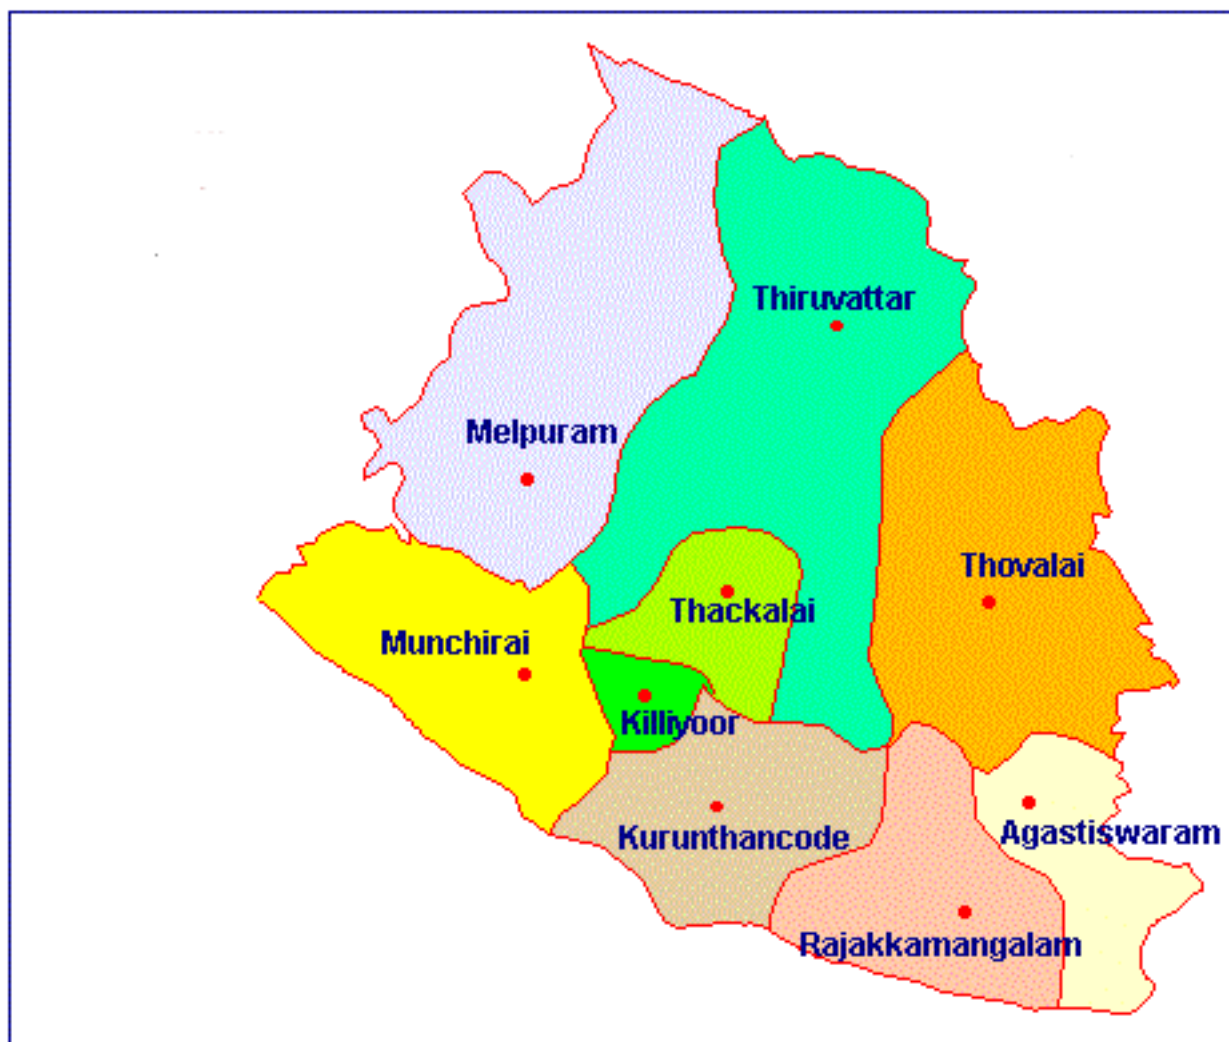 Thiruvattar
Melpuram
Thovalai
Thackalai
Munchirai
Killiyoor
Kurunthancode
Agastiswaram
Rajakkamangalam